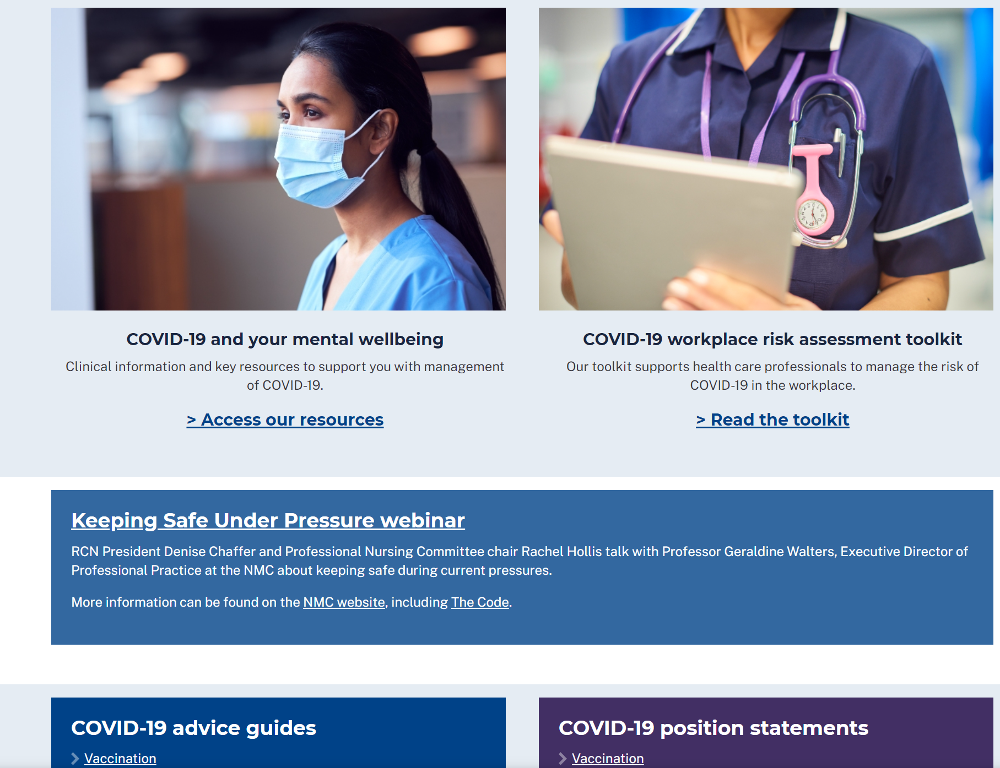 COVID-19 and your mental wellbeing
Clinical information and key resources to support you with management
of COVID-19.
> Access our resources
COVID-19 workplace risk assessment toolkit
Our toolkit supports health care professionals to manage the risk of
COVID-19 in the workplace.
> Read the toolkit
Keeping Safe Under Pressure webinar
RCN President Denise Chaffer and Professional Nursing Committee chair Rachel Hollis talk with Professor Geraldine Walters, Executive Director of
Professional Practice at the NMC about keeping safe during current pressures.
More information can be found on the NMC website, including The Code.
COVID-19 advice guides
Vaccination
COVID-19 position statements
Vaccination